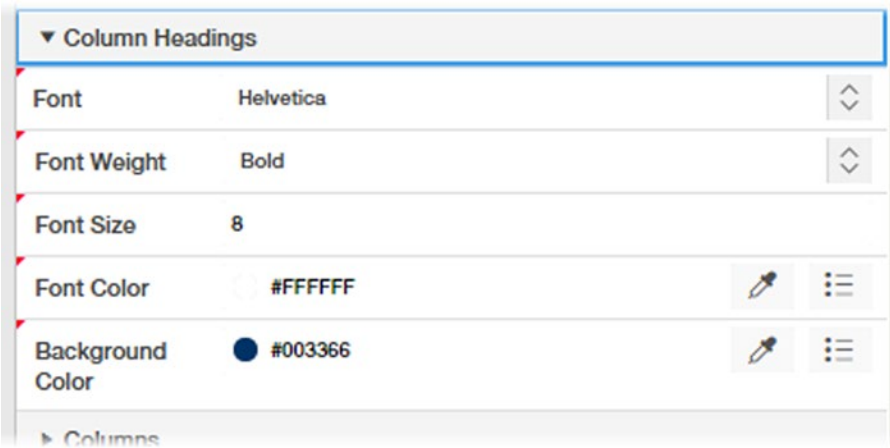 Column Headings
Font Helvetica
Font Weight Bold
Font Size 8
Font Color #FFFFFF
Background
Color #003366
Columns